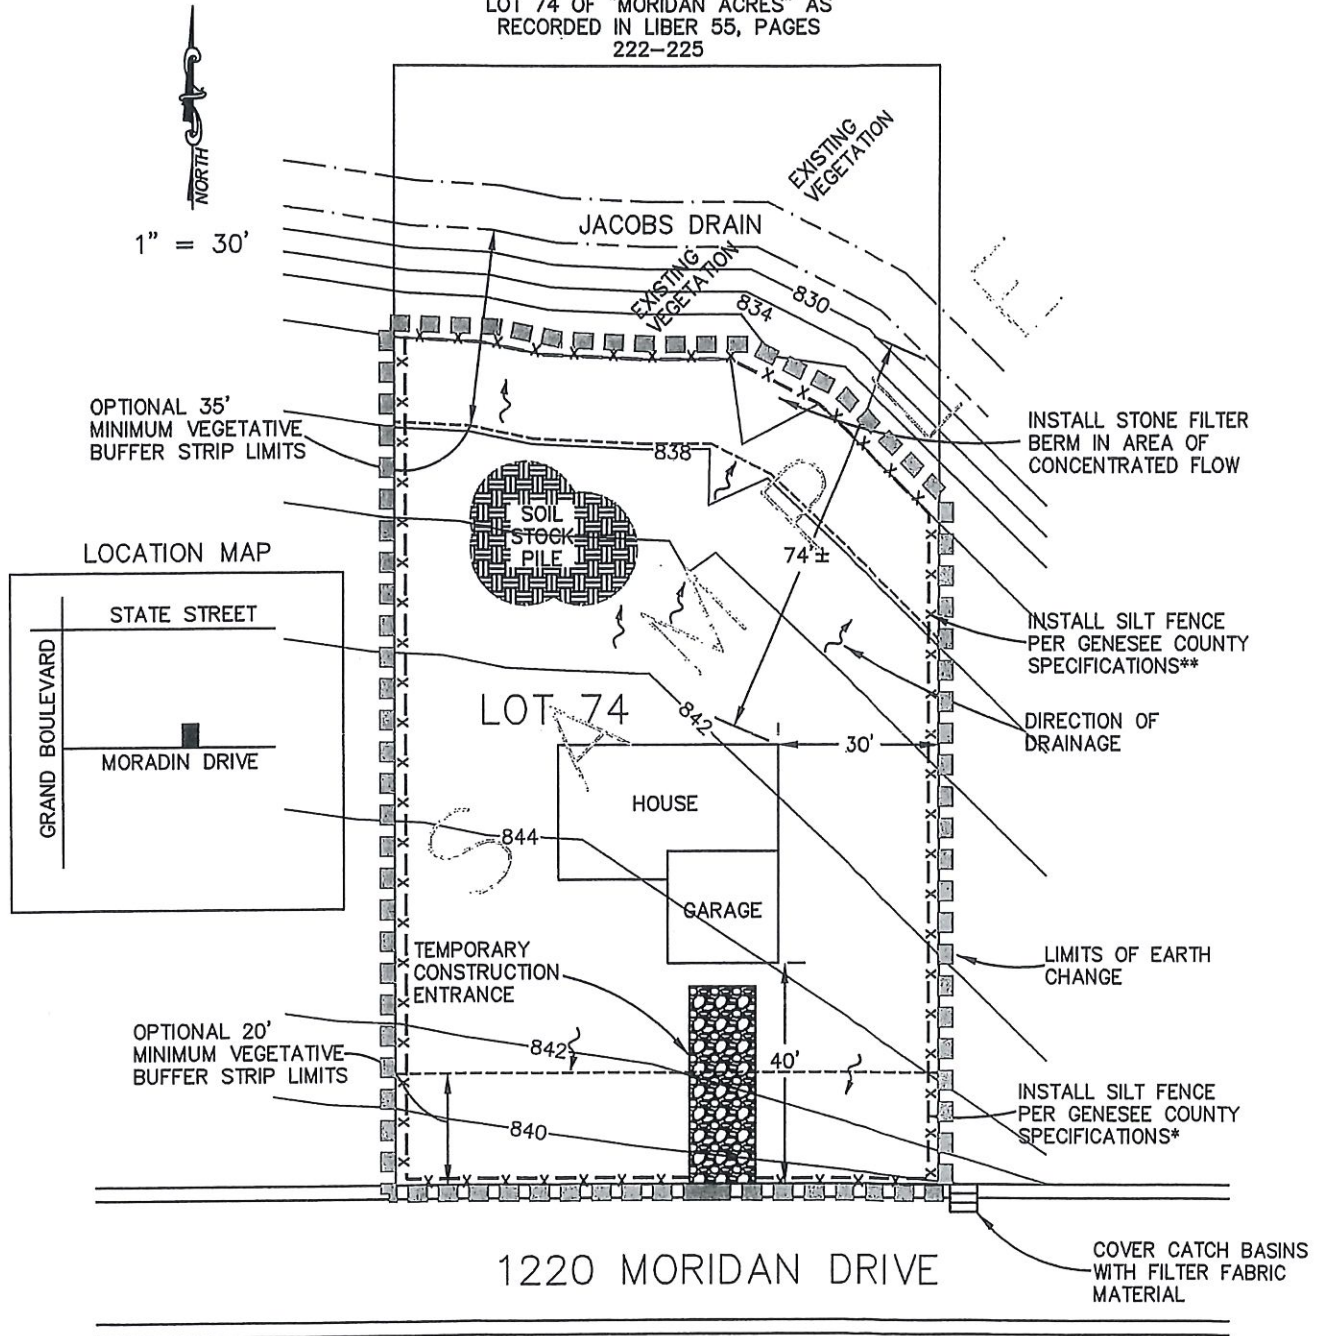 LOT 74 OF "MORIDAN ACRES" AS
RECORDED IN LIBER 55, PAGES
222-225
NORTH
1" = 30'
EXISTING
VEGETATION
JACOBS DRAIN
EXISTING
VEGETATION
830
834
OPTIONAL 35'
MINIMUM VEGETATIVE
BUFFER STRIP LIMITS
INSTALL STONE FILTER
BERM IN AREA OF
CONCENTRATED FLOW
838
SOIL
STOCK
PILE
74'±
LOCATION MAP
STATE STREET
GRAND BOULEVARD
MORADIN DRIVE
INSTALL SILT FENCE
PER GENESEE COUNTY
SPECIFICATIONS**
LOT 74
842
DIRECTION OF
DRAINAGE
30'
HOUSE
844
GARAGE
SAMPLE
TEMPORARY
CONSTRUCTION
ENTRANCE
LIMITS OF EARTH
CHANGE
OPTIONAL 20'
MINIMUM VEGETATIVE
BUFFER STRIP LIMITS
842
40'
840
INSTALL SILT FENCE
PER GENESEE COUNTY
SPECIFICATIONS*
1220 MORIDAN DRIVE
COVER CATCH BASINS
WITH FILTER FABRIC
MATERIAL